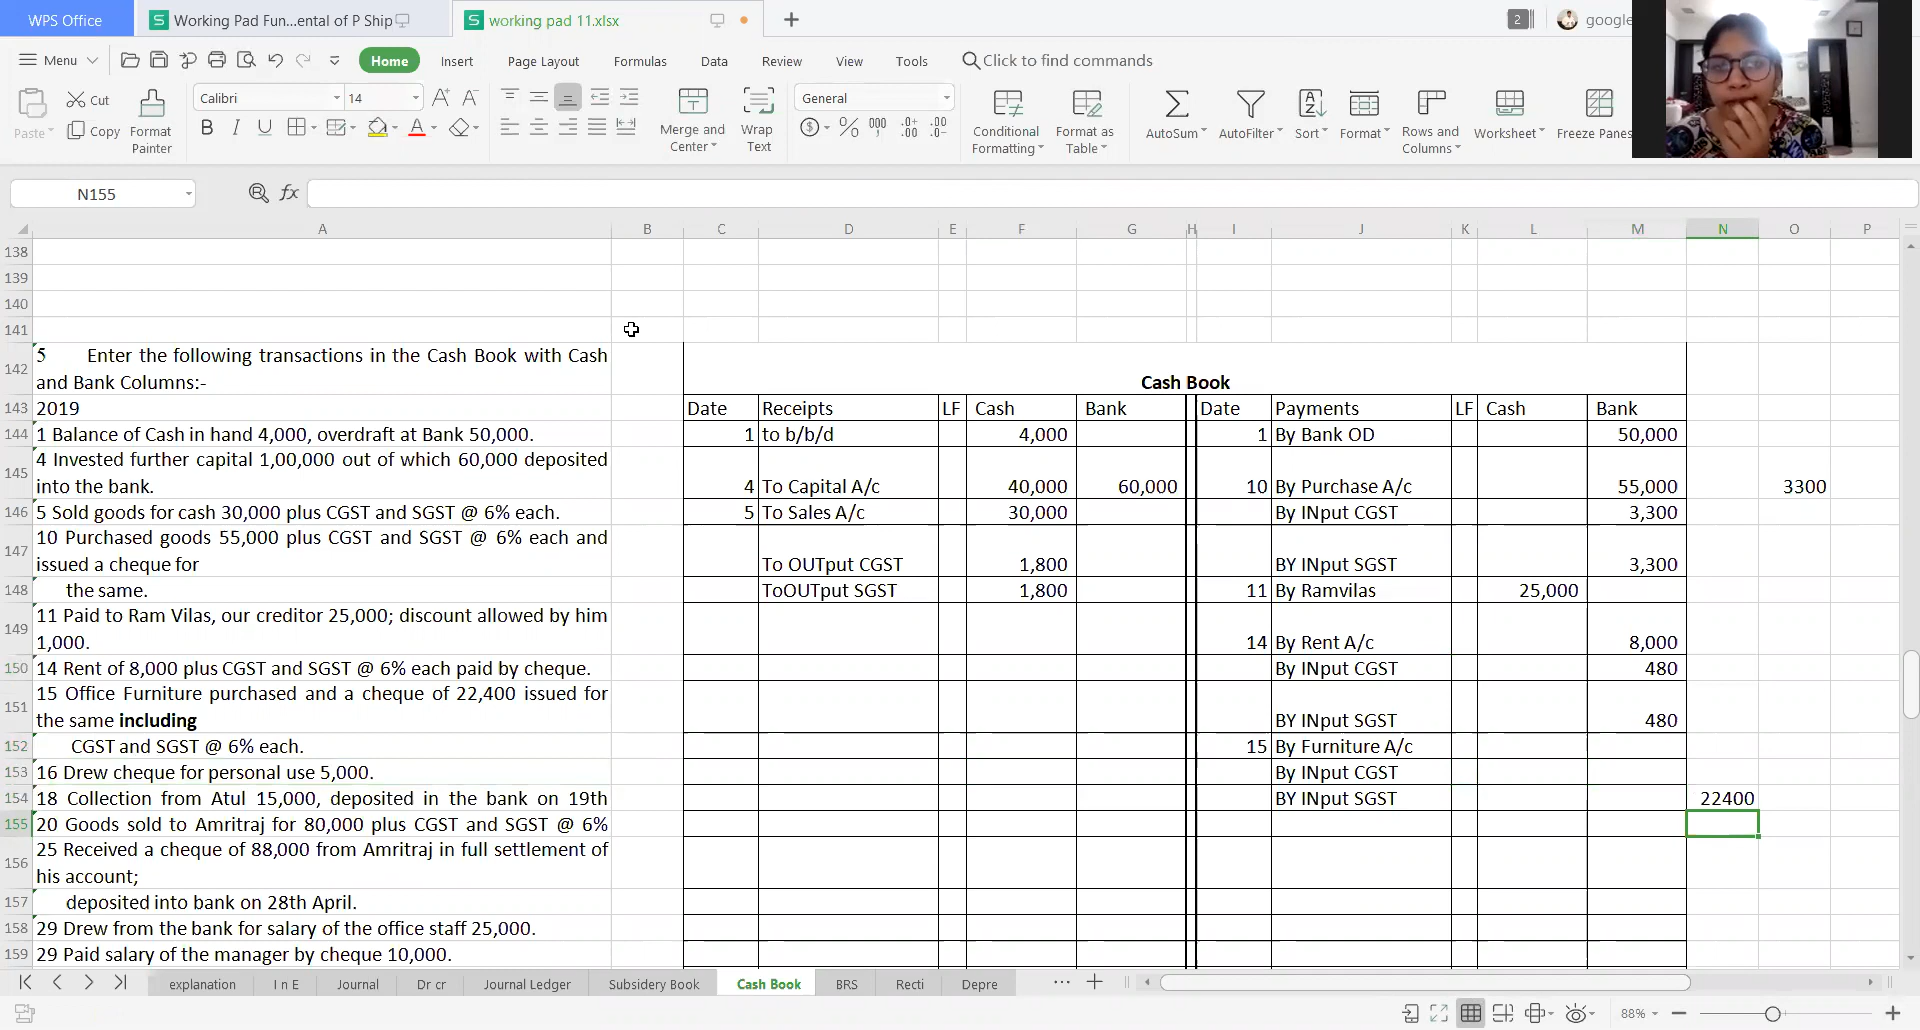 WPS Office
Working Pad Fun...ental of P Ship
working pad 11.xlsx
2
google
Menu
Home
Insert
Page Layout
Formulas
Data
Review
View
Tools
Click to find commands
Paste
Cut
Copy
Format Painter
Calibri
14
Merge and Center
Wrap Text
General
Conditional Formatting
Format as Table
AutoSum
AutoFilter
Sort
Format
Rows and Columns
Worksheet
Freeze Panes
N155
A B C D E F G H I J K L M N O P
138
139
140
141
142 5 Enter the following transactions in the Cash Book with Cash
and Bank Columns:-
Cash Book
143 2019 Date Receipts LF Cash Bank Date Payments LF Cash Bank
144 1 Balance of Cash in hand 4,000, overdraft at Bank 50,000. 1 to b/b/d 4,000 1 By Bank OD 50,000
145 4 Invested further capital 1,00,000 out of which 60,000 deposited
into the bank. 4 To Capital A/c 40,000 60,000 10 By Purchase A/c 55,000 3300
146 5 Sold goods for cash 30,000 plus CGST and SGST @ 6% each. 5 To Sales A/c 30,000 By INput CGST 3,300
147 10 Purchased goods 55,000 plus CGST and SGST @ 6% each and
issued a cheque for To OUTput CGST 1,800 BY INput SGST 3,300
148 the same. ToOUTput SGST 1,800 11 By Ramvilas 25,000
149 11 Paid to Ram Vilas, our creditor 25,000; discount allowed by him
1,000. 14 By Rent A/c 8,000
150 14 Rent of 8,000 plus CGST and SGST @ 6% each paid by cheque. By INput CGST 480
151 15 Office Furniture purchased and a cheque of 22,400 issued for
the same including BY INput SGST 480
152 CGST and SGST @ 6% each. 15 By Furniture A/c
153 16 Drew cheque for personal use 5,000. By INput CGST
154 18 Collection from Atul 15,000, deposited in the bank on 19th BY INput SGST 22400
155 20 Goods sold to Amritraj for 80,000 plus CGST and SGST @ 6%
156 25 Received a cheque of 88,000 from Amritraj in full settlement of
his account;
157 deposited into bank on 28th April.
158 29 Drew from the bank for salary of the office staff 25,000.
159 29 Paid salary of the manager by cheque 10,000.
explanation
I n E
Journal
Dr cr
Journal Ledger
Subsidery Book
Cash Book
BRS
Recti
Depre
88%